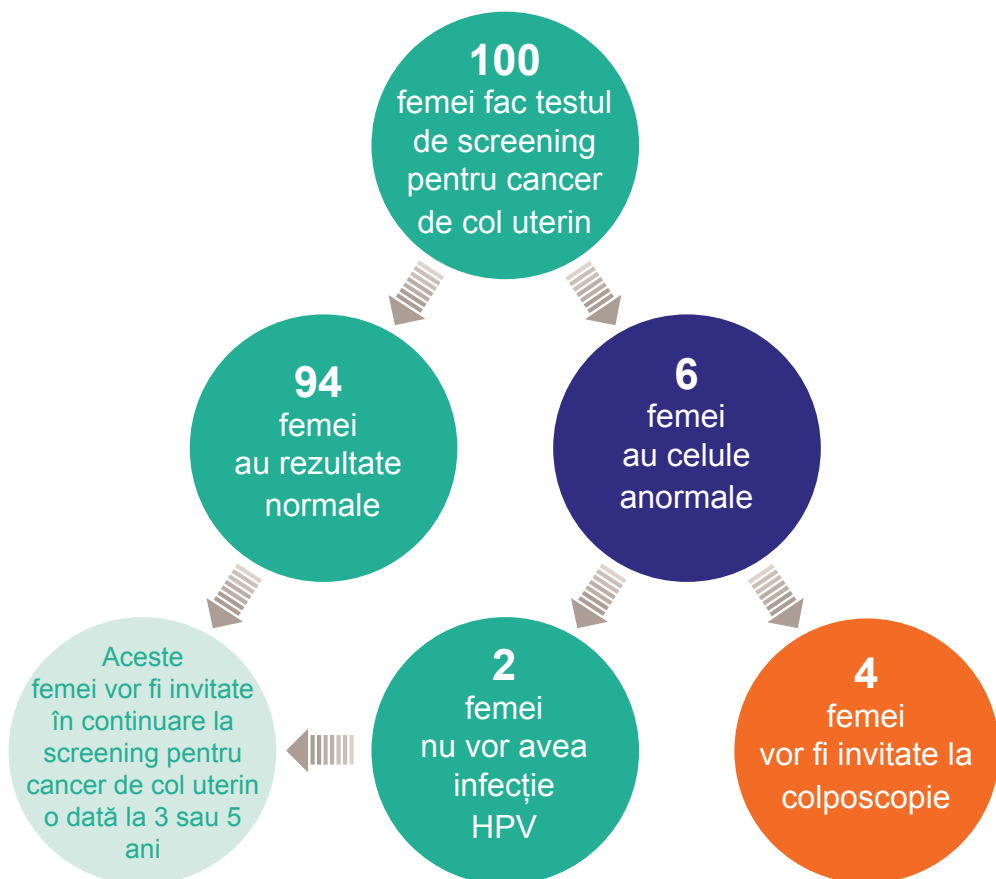 100
femei fac testul
de screening
pentru cancer
de col uterin
94
femei
au rezultate
normale
6
femei
au celule
anormale
Aceste
femei vor fi invitate
în continuare la
screening pentru
cancer de col uterin
o dată la 3 sau 5
ani
2
femei
nu vor avea
infecție
HPV
4
femei
vor fi invitate la
colposcopie